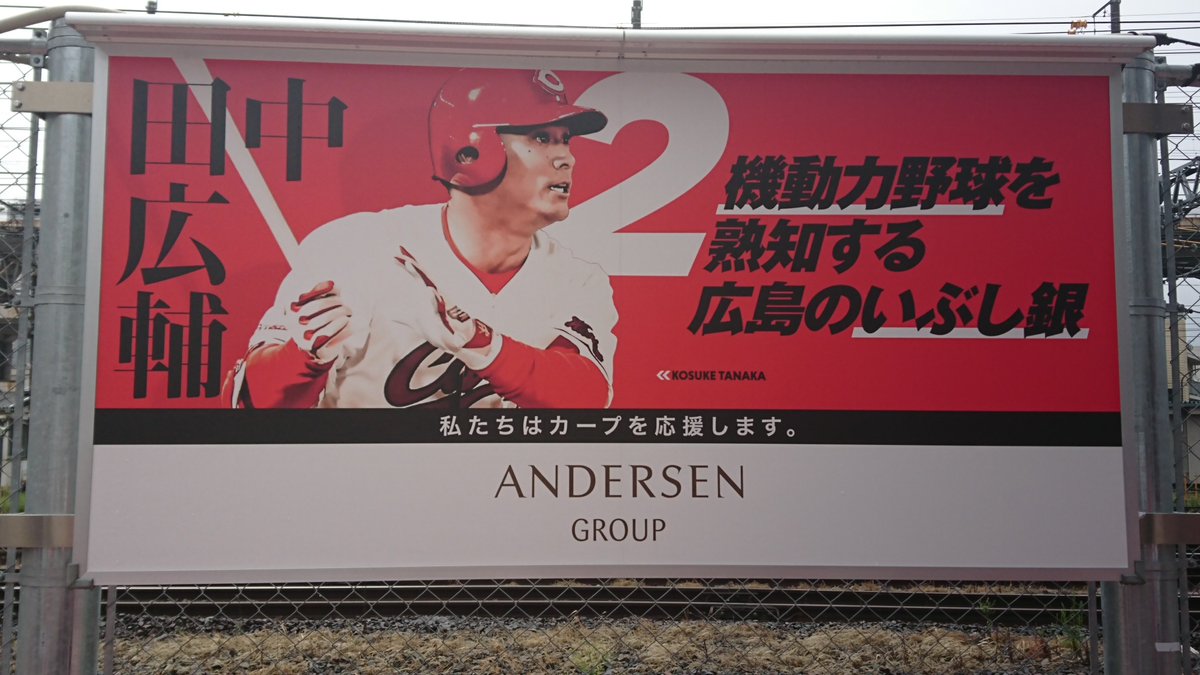 田中
広
輔
2
機動力野球を
熟知する
広島のいぶし銀
KOSUKE TANAKA
私たちはカープを応援します。
ANDERSEN
GROUP